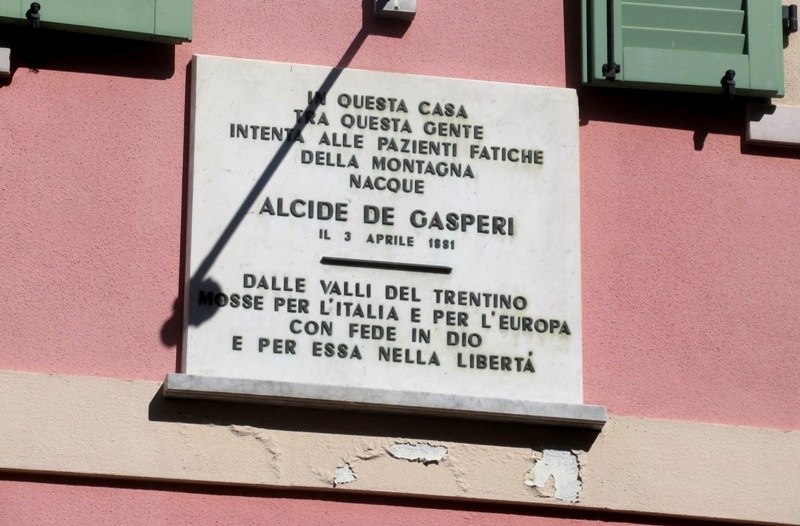 IN QUESTA CASA
TRA QUESTA GENTE
INTENTA ALLE PAZIENTI FATICHE
DELLA MONTAGNA
NACQUE
ALCIDE DE GASPERI
IL 3 APRILE 1881
DALLE VALLI DEL TRENTINO
MOSSE PER L'ITALIA E PER L'EUROPA
CON FEDE IN DIO
E PER ESSA NELLA LIBERTÁ